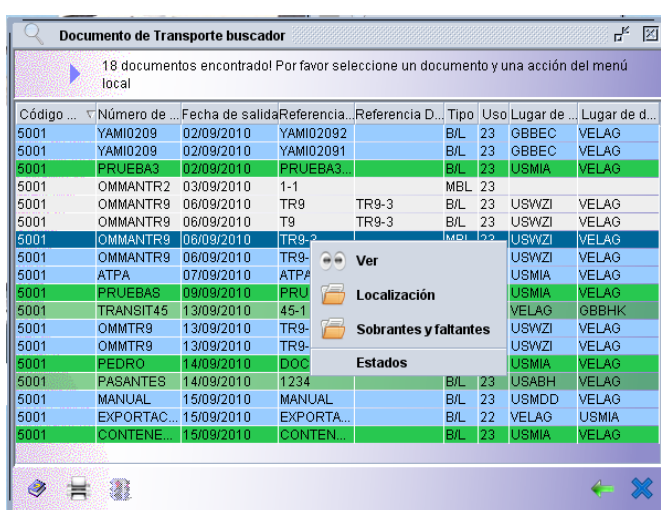 Documento de Transporte buscador
18 documentos encontrado! Por favor seleccione un documento y una acción del menú
local
Código ... Número de ... Fecha de salida Referencia... Referencia D... Tipo Uso Lugar de ... Lugar de d...
5001 YAMI0209 02/09/2010 YAMI02092 B/L 23 GBBEC VELAG
5001 YAMI0209 02/09/2010 YAMI02091 B/L 23 GBBEC VELAG
5001 PRUEBA3 02/09/2010 PRUEBA3... B/L 23 USMIA VELAG
5001 OMMANTR2 03/09/2010 1-1 MBL 23
5001 OMMANTR9 06/09/2010 TR9 TR9-3 B/L 23 USWZI VELAG
5001 OMMANTR9 06/09/2010 T9 TR9-3 B/L 23 USWZI VELAG
5001 OMMANTR9 06/09/2010 TR9-3 MBL 23 USWZI VELAG
5001 OMMANTR9 06/09/2010 TR9- USWZI VELAG
5001 ATPA 07/09/2010 ATPA USMIA VELAG
5001 PRUEBAS 09/09/2010 PRU USMIA VELAG
5001 TRANSIT45 13/09/2010 45-1 VELAG GBBHK
5001 OMMTR9 13/09/2010 TR9- USWZI VELAG
5001 OMMTR9 13/09/2010 TR9- USWZI VELAG
5001 PEDRO 14/09/2010 DOC USMIA VELAG
5001 PASANTES 14/09/2010 1234 B/L 23 USABH VELAG
5001 MANUAL 15/09/2010 MANUAL B/L 23 USMDD VELAG
5001 EXPORTAC... 15/09/2010 EXPORTA... B/L 22 VELAG USMIA
5001 CONTENE... 15/09/2010 CONTEN... B/L 23 USMIA VELAG
Ver
Localización
Sobrantes y faltantes
Estados